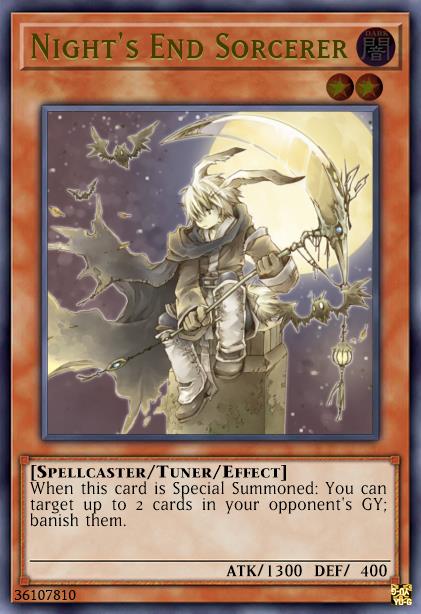 Night's End Sorcerer
DARK
闇
[Spellcaster/Tuner/Effect]
When this card is Special Summoned: You can
target up to 2 cards in your opponent's GY;
banish them.
ATK/1300 DEF/ 400
36107810